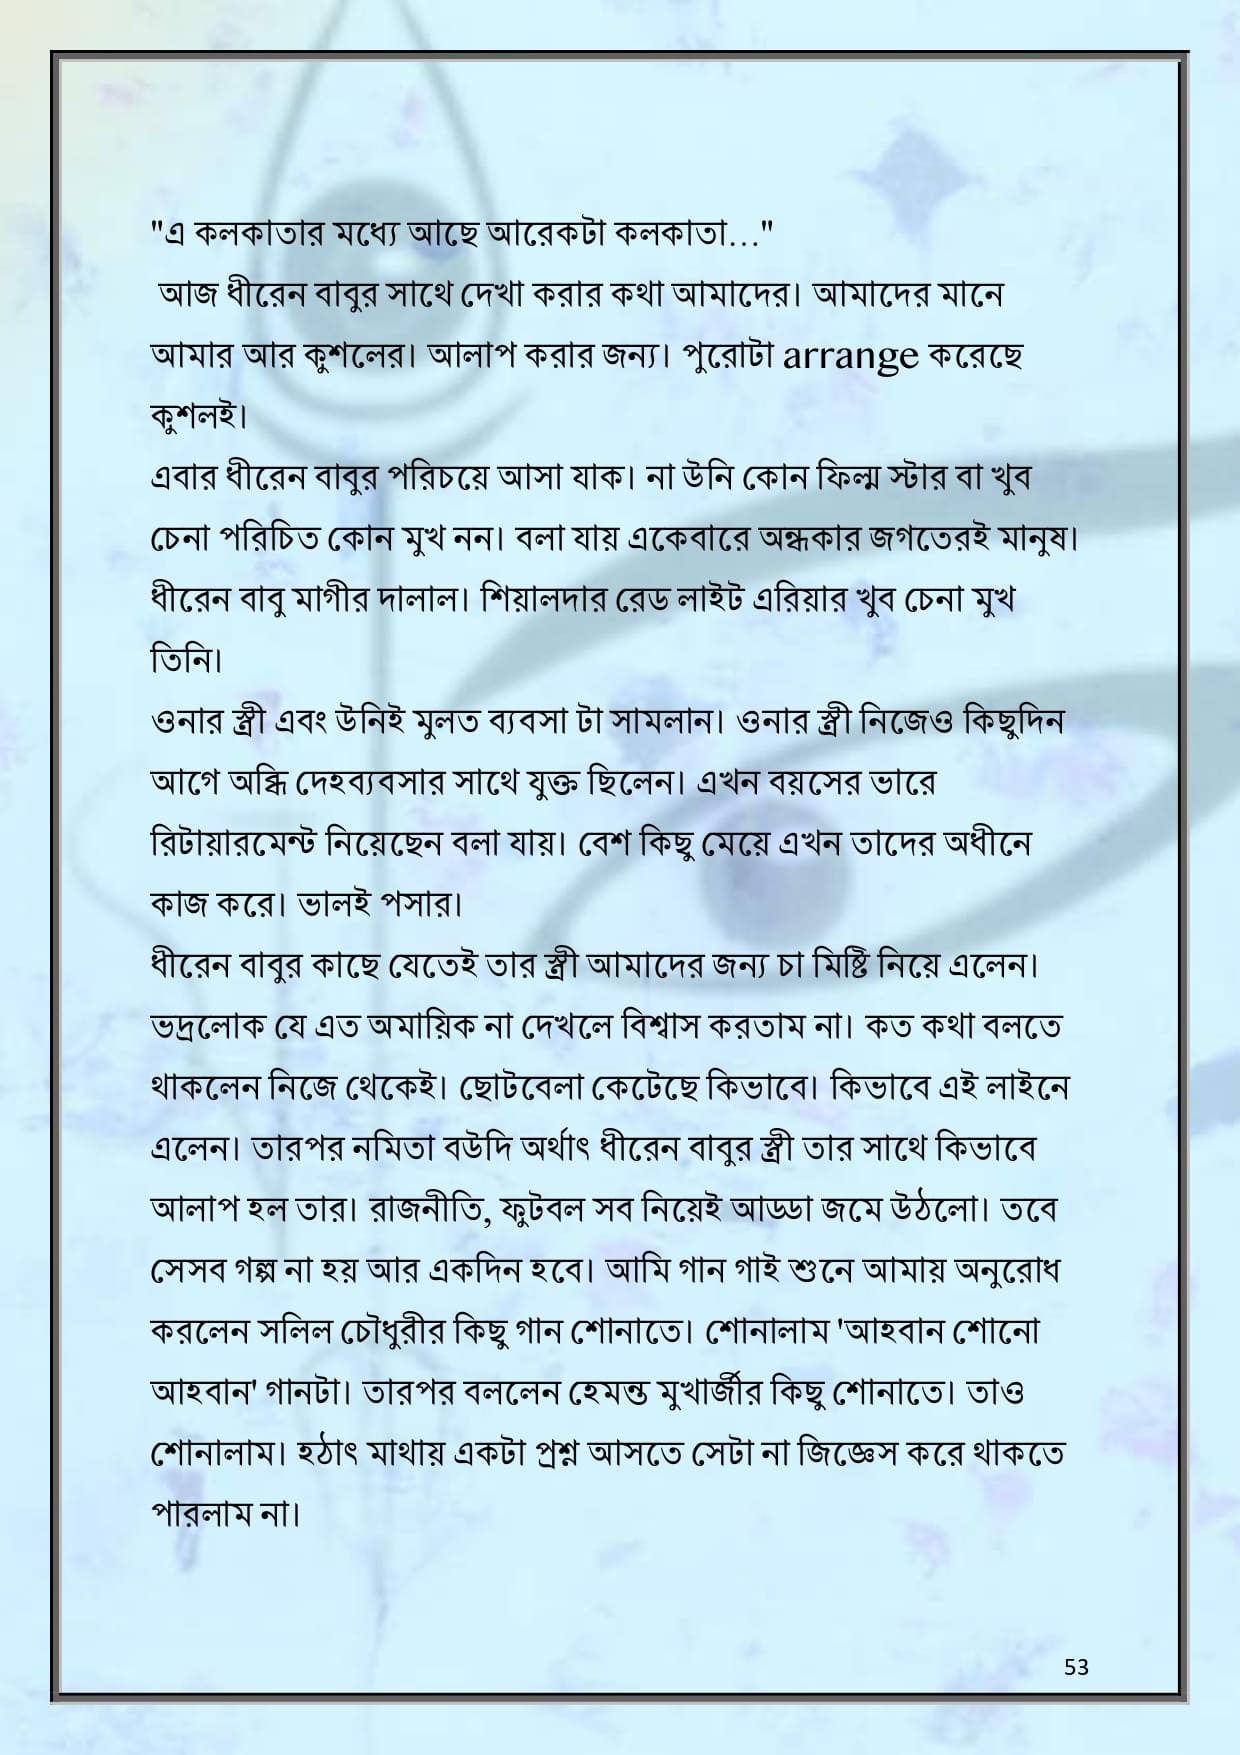 "এ কলকাতার মধ্যে আছে আরেকটা কলকাতা..."
আজ ধীরেন বাবুর সাথে দেখা করার কথা আমাদের। আমাদের মানে
আমার আর কুশলের। আলাপ করার জন্য। পুরোটা arrange করেছে
কুশলই।
এবার ধীরেন বাবুর পরিচয়ে আসা যাক। না উনি কোন ফিল্ম স্টার বা খুব
চেনা পরিচিত কোন মুখ নন। বলা যায় একেবারে অন্ধকার জগতেরই মানুষ।
ধীরেন বাবু মাগীর দালাল। শিয়ালদার রেড লাইট এরিয়ার খুব চেনা মুখ
তিনি।
ওনার স্ত্রী এবং উনিই মুলত ব্যবসা টা সামলান। ওনার স্ত্রী নিজেও কিছুদিন
আগে অব্ধি দেহব্যবসার সাথে যুক্ত ছিলেন। এখন বয়সের ভারে
রিটায়ারমেন্ট নিয়েছেন বলা যায়। বেশ কিছু মেয়ে এখন তাদের অধীনে
কাজ করে। ভালই পসার।
ধীরেন বাবুর কাছে যেতেই তার স্ত্রী আমাদের জন্য চা মিষ্টি নিয়ে এলেন।
ভদ্রলোক যে এত অমায়িক না দেখলে বিশ্বাস করতাম না। কত কথা বলতে
থাকলেন নিজে থেকেই। ছোটবেলা কেটেছে কিভাবে। কিভাবে এই লাইনে
এলেন। তারপর নমিতা বউদি অর্থাৎ ধীরেন বাবুর স্ত্রী তার সাথে কিভাবে
আলাপ হল তার। রাজনীতি, ফুটবল সব নিয়েই আড্ডা জমে উঠলো। তবে
সেসব গল্প না হয় আর একদিন হবে। আমি গান গাই শুনে আমায় অনুরোধ
করলেন সলিল চৌধুরীর কিছু গান শোনাতে। শোনালাম 'আহবান শোনো
আহবান' গানটা। তারপর বললেন হেমন্ত মুখার্জীর কিছু শোনাতে। তাও
শোনালাম। হঠাৎ মাথায় একটা প্রশ্ন আসতে সেটা না জিজ্ঞেস করে থাকতে
পারলাম না।
53